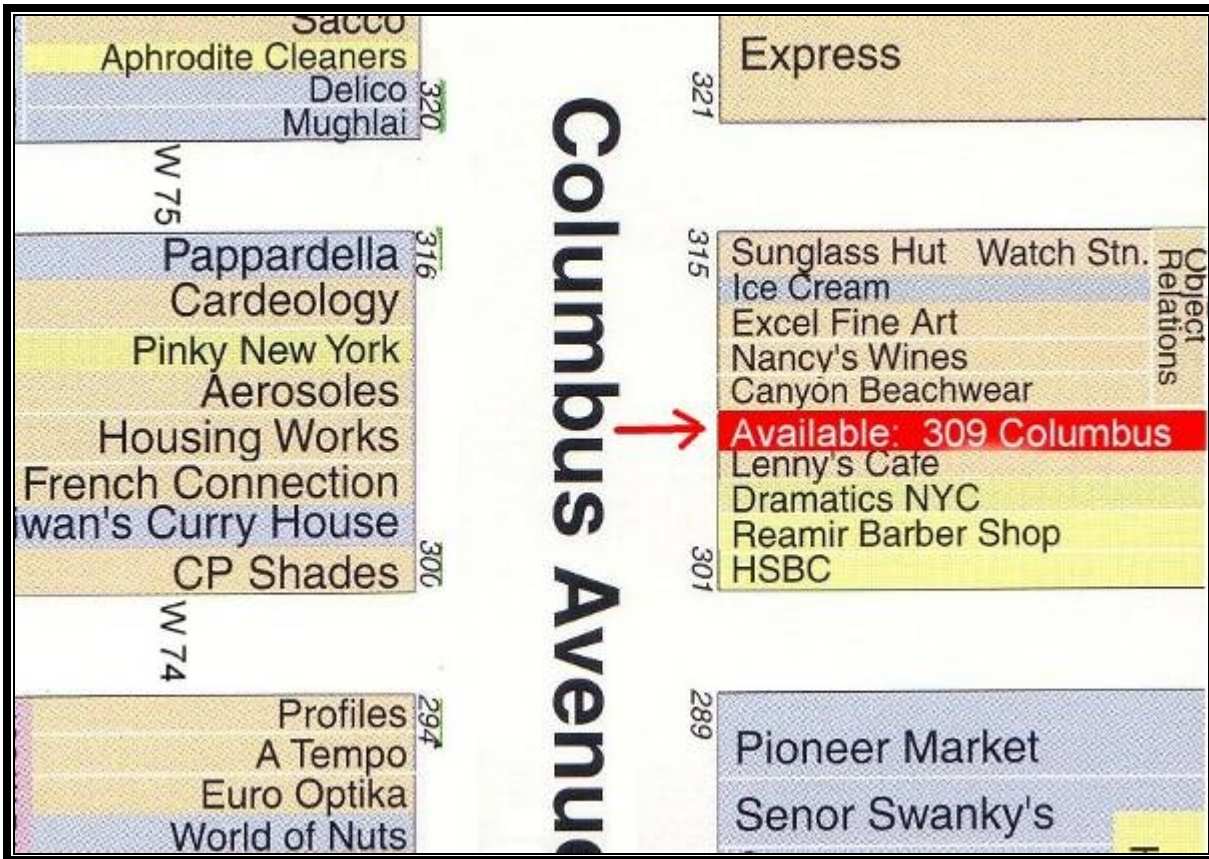 Sacco
Aphrodite Cleaners
Delico
Mughlai
320
W 75
316
Pappardella
Cardeology
Pinky New York
Aerosoles
Housing Works
French Connection
iwan's Curry House
CP Shades
300
W 74
294
Profiles
A Tempo
Euro Optika
World of Nuts
Columbus Avenue
Express
321
315
Sunglass Hut Watch Stn.
Object
Relations
Ice Cream
Excel Fine Art
Nancy's Wines
Canyon Beachwear
Available: 309 Columbus
Lenny's Cafe
Dramatics NYC
Reamir Barber Shop
HSBC
301
289
Pioneer Market
Senor Swanky's